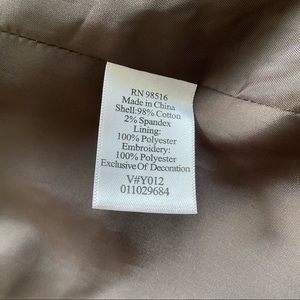 RN 98516
Made in China
Shell:98% Cotton
2% Spandex
Lining:
100% Polyester
Embroidery:
100% Polyester
Exclusive Of Decoration
V#Y012
011029684